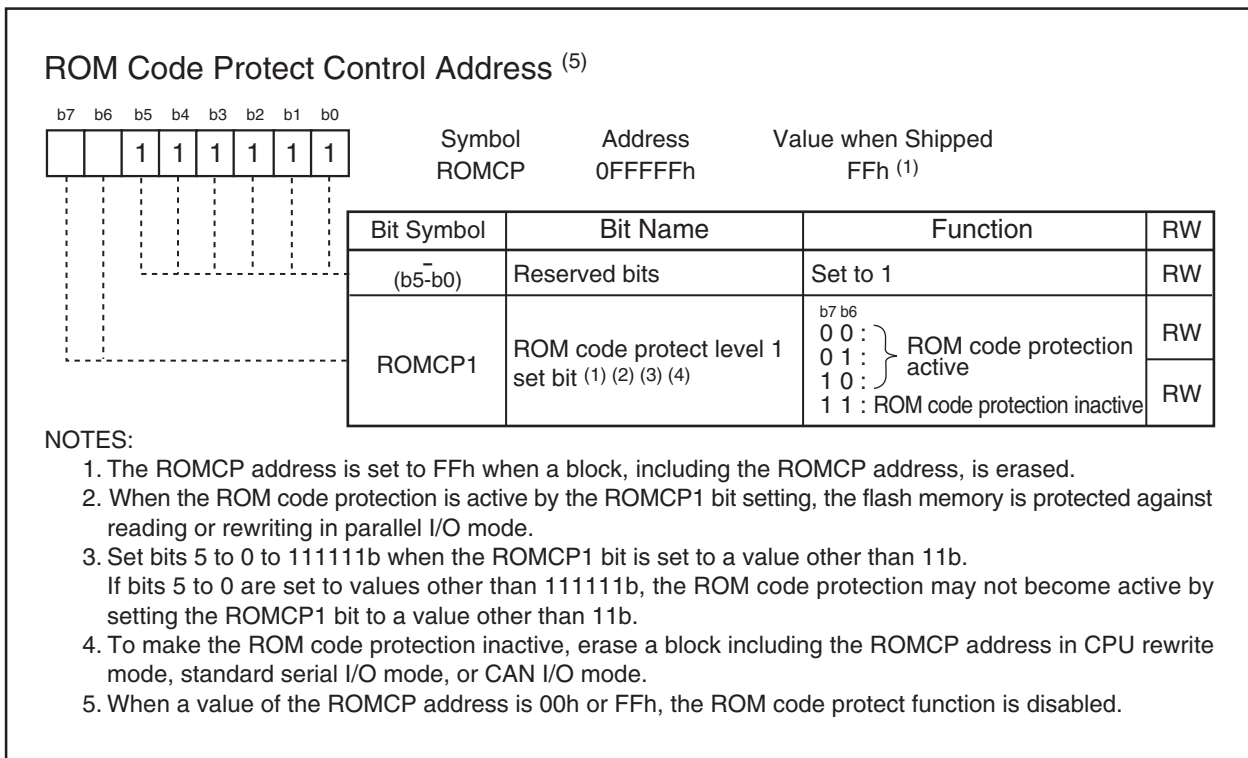 ROM Code Protect Control Address (5)
b7 b6 b5 b4 b3 b2 b1 b0
1 1 1 1 1 1
Symbol Address Value when Shipped
ROMCP 0FFFFFh FFh (1)
Bit Symbol Bit Name Function RW
–
(b5-b0) Reserved bits Set to 1 RW
ROMCP1 ROM code protect level 1
set bit (1) (2) (3) (4)
b7 b6
0 0 :
0 1 :
1 0 :
ROM code protection
active
1 1 : ROM code protection inactive
RW
RW
NOTES:
1. The ROMCP address is set to FFh when a block, including the ROMCP address, is erased.
2. When the ROM code protection is active by the ROMCP1 bit setting, the flash memory is protected against
reading or rewriting in parallel I/O mode.
3. Set bits 5 to 0 to 111111b when the ROMCP1 bit is set to a value other than 11b.
If bits 5 to 0 are set to values other than 111111b, the ROM code protection may not become active by
setting the ROMCP1 bit to a value other than 11b.
4. To make the ROM code protection inactive, erase a block including the ROMCP address in CPU rewrite
mode, standard serial I/O mode, or CAN I/O mode.
5. When a value of the ROMCP address is 00h or FFh, the ROM code protect function is disabled.